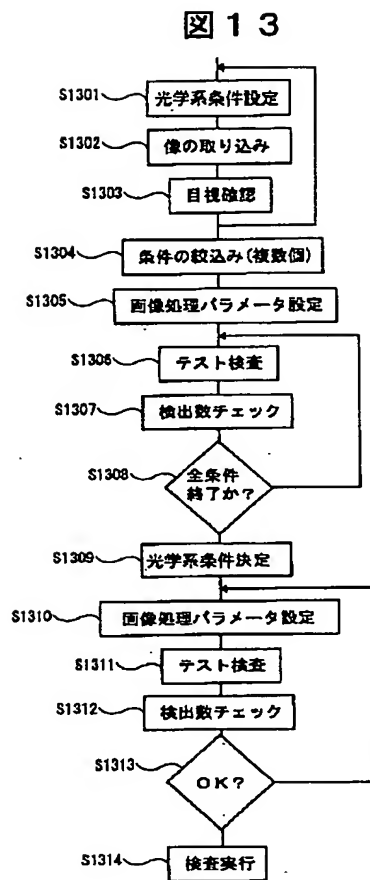 図13
S1301
光学系条件設定
S1302
像の取り込み
S1303
目視確認
S1304
条件の絞込み(複数個)
S1305
画像処理パラメータ設定
S1306
テスト検査
S1307
検出数チェック
S1308
全条件
終了か?
S1309
光学系条件決定
S1310
画像処理パラメータ設定
S1311
テスト検査
S1312
検出数チェック
S1313
OK?
S1314
検査実行